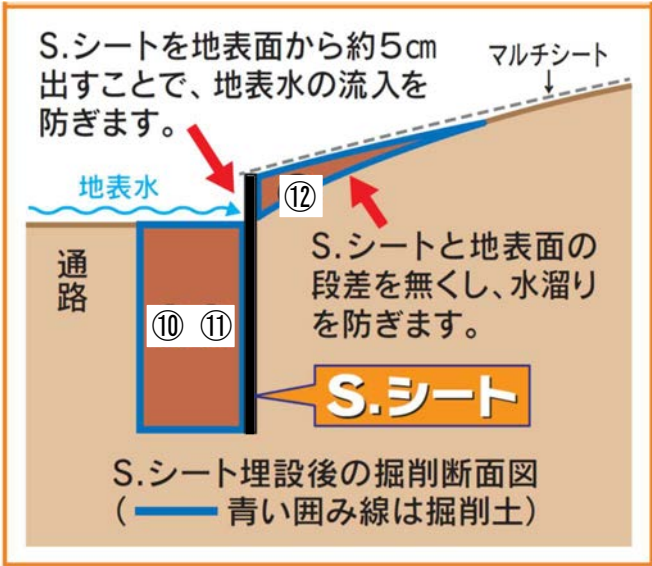 S.シートを地表面から約5㎝
出すことで、地表水の流入を
防ぎます。
マルチシート
地表水
⑫
通路
S.シートと地表面の
段差を無くし、水溜り
を防ぎます。
⑩ ⑪
S.シート
S.シート埋設後の掘削断面図
(━━ 青い囲み線は掘削土)